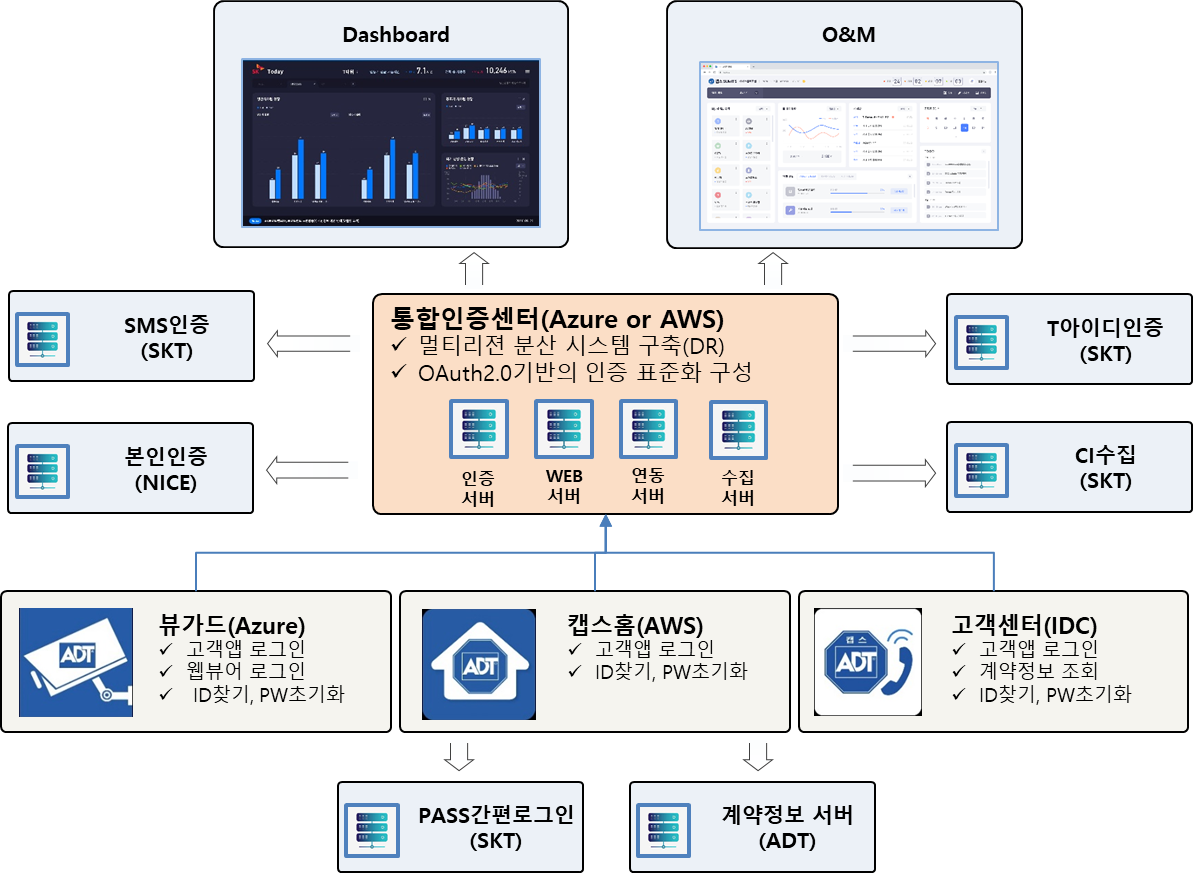 Dashboard
O&M
Today
7.1
10,246
SMS인증
(SKT)
본인인증
(NICE)
통합인증센터(Azure or AWS)
✓ 멀티리젼 분산 시스템 구축(DR)
✓ OAuth2.0기반의 인증 표준화 구성
인증
서버
WEB
서버
연동
서버
수집
서버
T아이디인증
(SKT)
CI수집
(SKT)
뷰가드(Azure)
✓ 고객앱 로그인
✓ 웹뷰어 로그인
✓ ID찾기, PW초기화
ADT
캡스홈(AWS)
✓ 고객앱 로그인
✓ ID찾기, PW초기화
ADT
고객센터(IDC)
✓ 고객앱 로그인
✓ 계약정보 조회
✓ ID찾기, PW초기화
캡스
ADT
PASS간편로그인
(SKT)
계약정보 서버
(ADT)